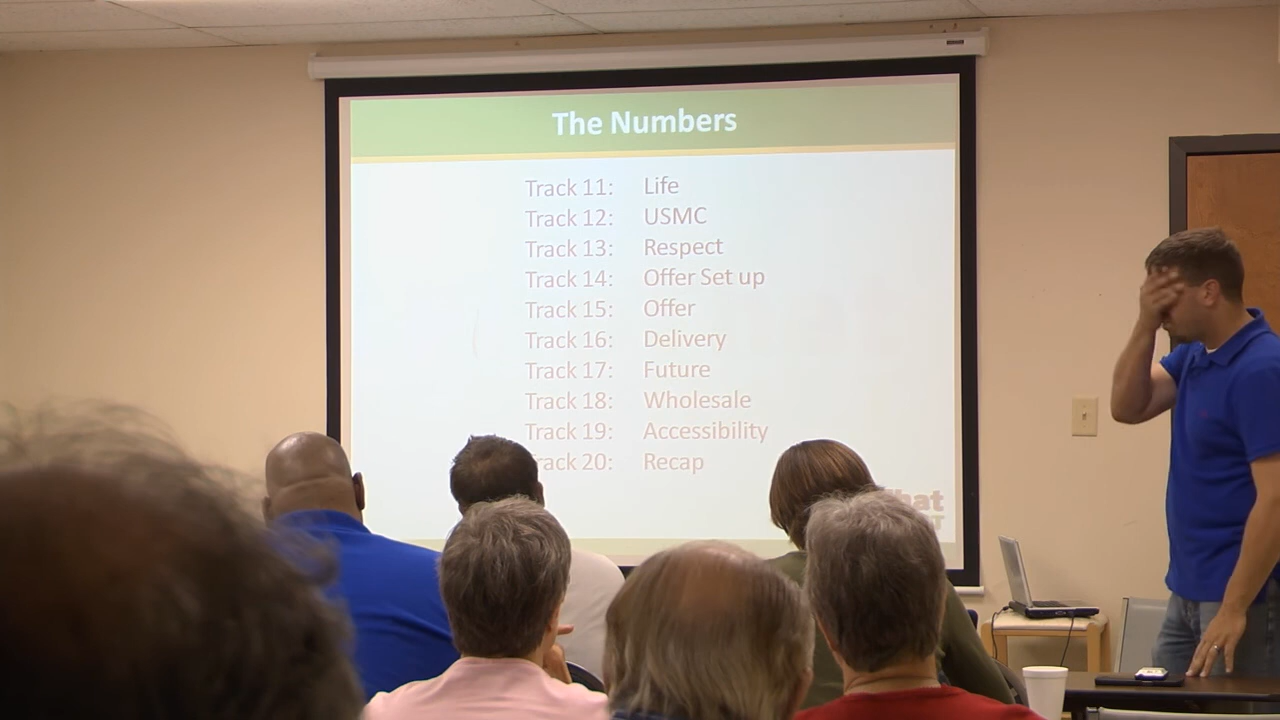 The Numbers
Track 11: Life
Track 12: USMC
Track 13: Respect
Track 14: Offer Set up
Track 15: Offer
Track 16: Delivery
Track 17: Future
Track 18: Wholesale
Track 19: Accessibility
rack 20: Recap